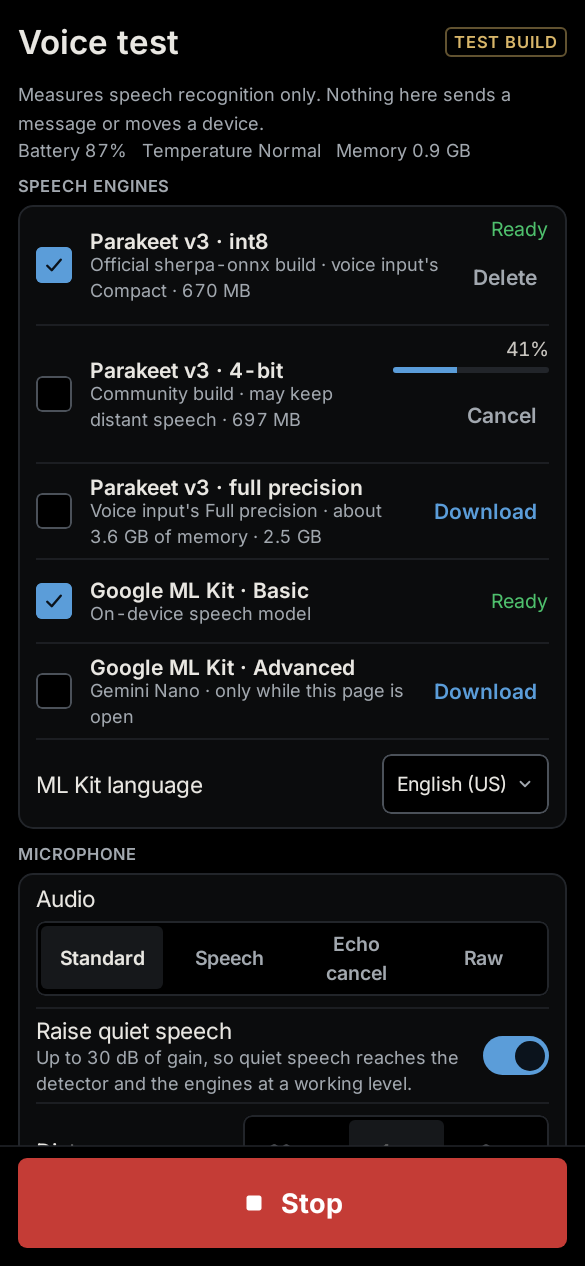 Voice test
TEST BUILD
Measures speech recognition only. Nothing here sends a
message or moves a device.
Battery 87% Temperature Normal Memory 0.9 GB
SPEECH ENGINES
Parakeet v3 · int8
Official sherpa-onnx build · voice input's
Compact · 670 MB
Ready
Delete
Parakeet v3 · 4-bit
Community build · may keep
distant speech · 697 MB
41%
Cancel
Parakeet v3 · full precision
Voice input's Full precision · about
3.6 GB of memory · 2.5 GB
Download
Google ML Kit · Basic
On-device speech model
Ready
Google ML Kit · Advanced
Gemini Nano · only while this page is
open
Download
ML Kit language
English (US)
MICROPHONE
Audio
Standard
Speech
Echo
cancel
Raw
Raise quiet speech
Up to 30 dB of gain, so quiet speech reaches the
detector and the engines at a working level.
Stop